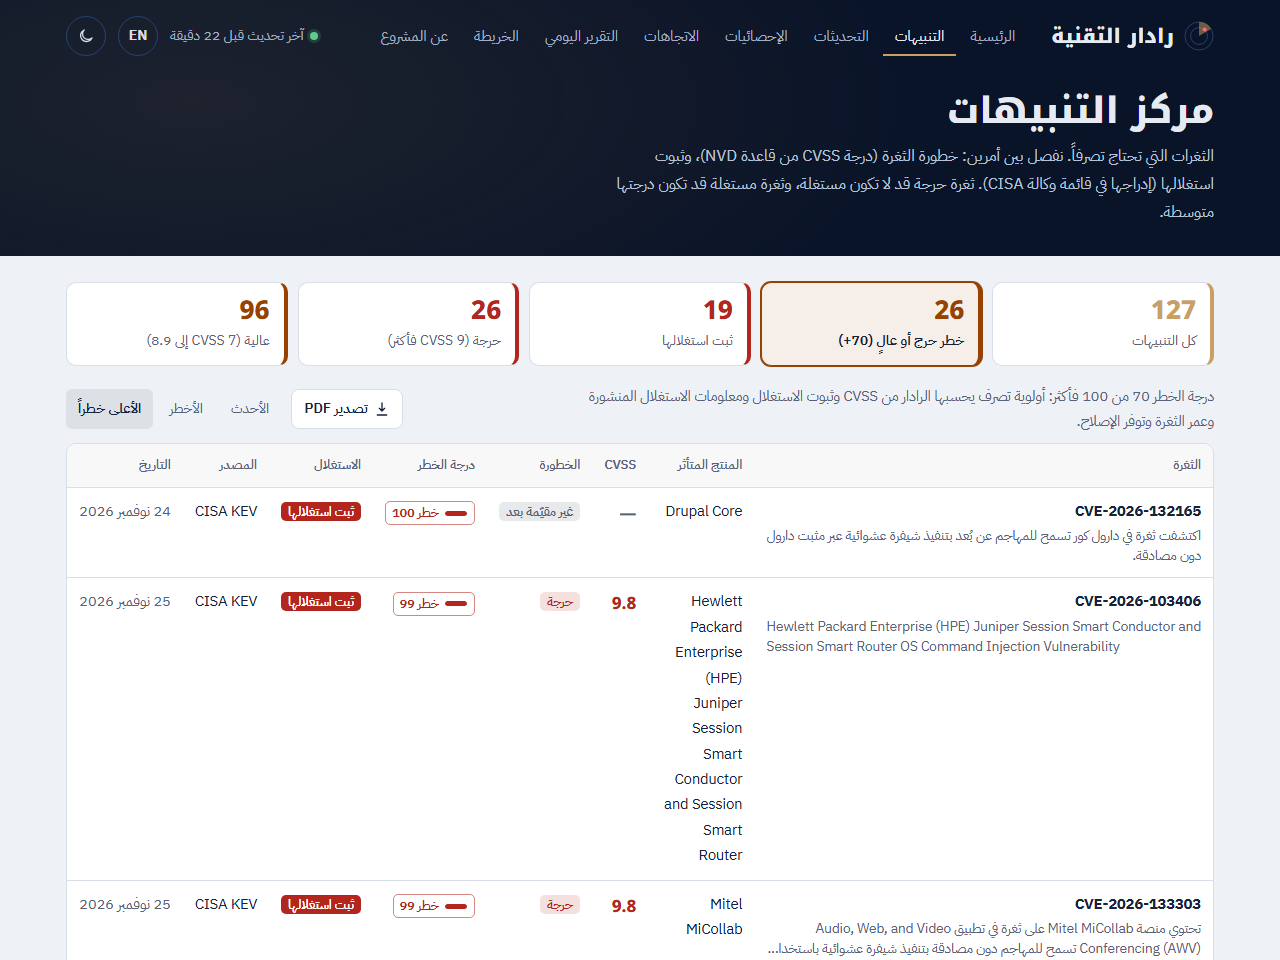 رادار التقنية
الرئيسية
التنبيهات
التحديثات
الإحصائيات
الاتجاهات
التقرير اليومي
الخريطة
عن المشروع
آخر تحديث قبل 22 دقيقة
EN
مركز التنبيهات
الثغرات التي تحتاج تصرفاً. نفصل بين أمرين: خطورة الثغرة (درجة CVSS من قاعدة NVD)، وثبوت
استغلالها (إدراجها في قائمة وكالة CISA). ثغرة حرجة قد لا تكون مستغلة، وثغرة مستغلة قد تكون درجتها
متوسطة.
127
كل التنبيهات
26
خطر حرج أو عالٍ (70+)
19
ثبت استغلالها
26
حرجة (CVSS 9 فأكثر)
96
عالية (CVSS 7 إلى 8.9)
درجة الخطر 70 من 100 فأكثر: أولوية تصرف يحسبها الرادار من CVSS وثبوت الاستغلال ومعلومات الاستغلال المنشورة
وعمر الثغرة وتوفر الإصلاح.
تصدير PDF
الأحدث
الأخطر
الأعلى خطراً
الثغرة
المنتج المتأثر
CVSS
الخطورة
درجة الخطر
الاستغلال
المصدر
التاريخ
CVE-2026-132165
اكتشفت ثغرة في دارول كور تسمح للمهاجم عن بُعد بتنفيذ شيفرة عشوائية عبر مثبت دارول
دون مصادقة.
Drupal Core
—
غير مقيّمة بعد
خطر 100
ثبت استغلالها
CISA KEV
24 نوفمبر 2026
CVE-2026-103406
Hewlett Packard Enterprise (HPE) Juniper Session Smart Conductor and
Session Smart Router OS Command Injection Vulnerability
Hewlett
Packard
Enterprise
(HPE)
Juniper
Session
Smart
Conductor
and Session
Smart
Router
9.8
حرجة
خطر 99
ثبت استغلالها
CISA KEV
25 نوفمبر 2026
CVE-2026-133303
تحتوي منصة Mitel MiCollab على ثغرة في تطبيق Audio, Web, and Video
Conferencing (AWV) تسمح للمهاجم دون مصادقة بتنفيذ شيفرة عشوائية باستخدا...
Mitel
MiCollab
9.8
حرجة
خطر 99
ثبت استغلالها
CISA KEV
25 نوفمبر 2026